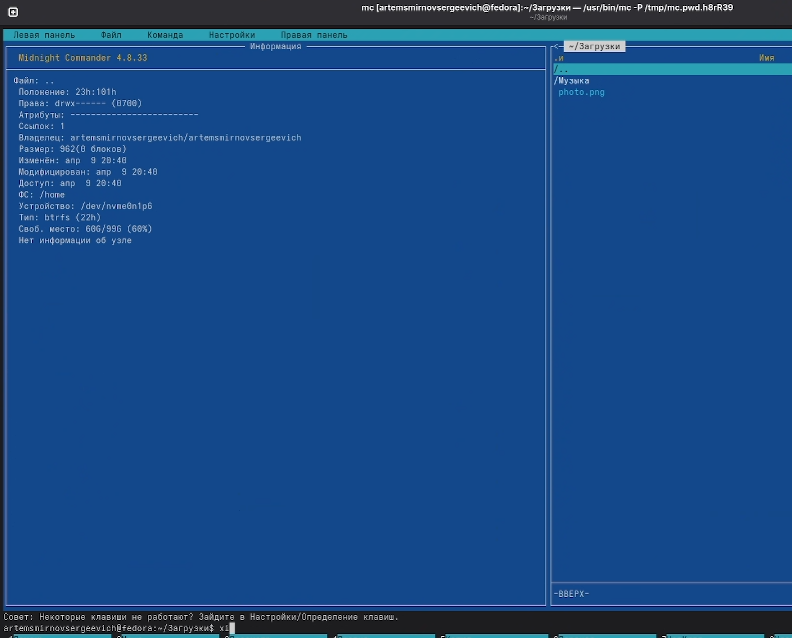 mc [artemsmirnovsergeevich@fedora]:~/Загрузки — /usr/bin/mc -P /tmp/mc.pwd.h8rR39
~/Загрузки
Левая панель Файл Команда Настройки Правая панель
Информация
Midnight Commander 4.8.33
Файл: ..
Положение: 23h:101h
Права: drwx------ (0700)
Атрибуты: -------------------------
Ссылок: 1
Владелец: artemsmirnovsergeevich/artemsmirnovsergeevich
Размер: 962(0 блоков)
Изменён: апр 9 20:40
Модифицирован: апр 9 20:40
Доступ: апр 9 20:40
ФС: /home
Устройство: /dev/nvme0n1p6
Тип: btrfs (22h)
Своб. место: 60G/99G (60%)
Нет информации об узле
<- ~/Загрузки
.и Имя
/..
/Музыка
photo.png
-ВВЕРХ-
Совет: Некоторые клавиши не работают? Зайдите в Настройки/Определение клавиш.
artemsmirnovsergeevich@fedora:~/Загрузки$ xi